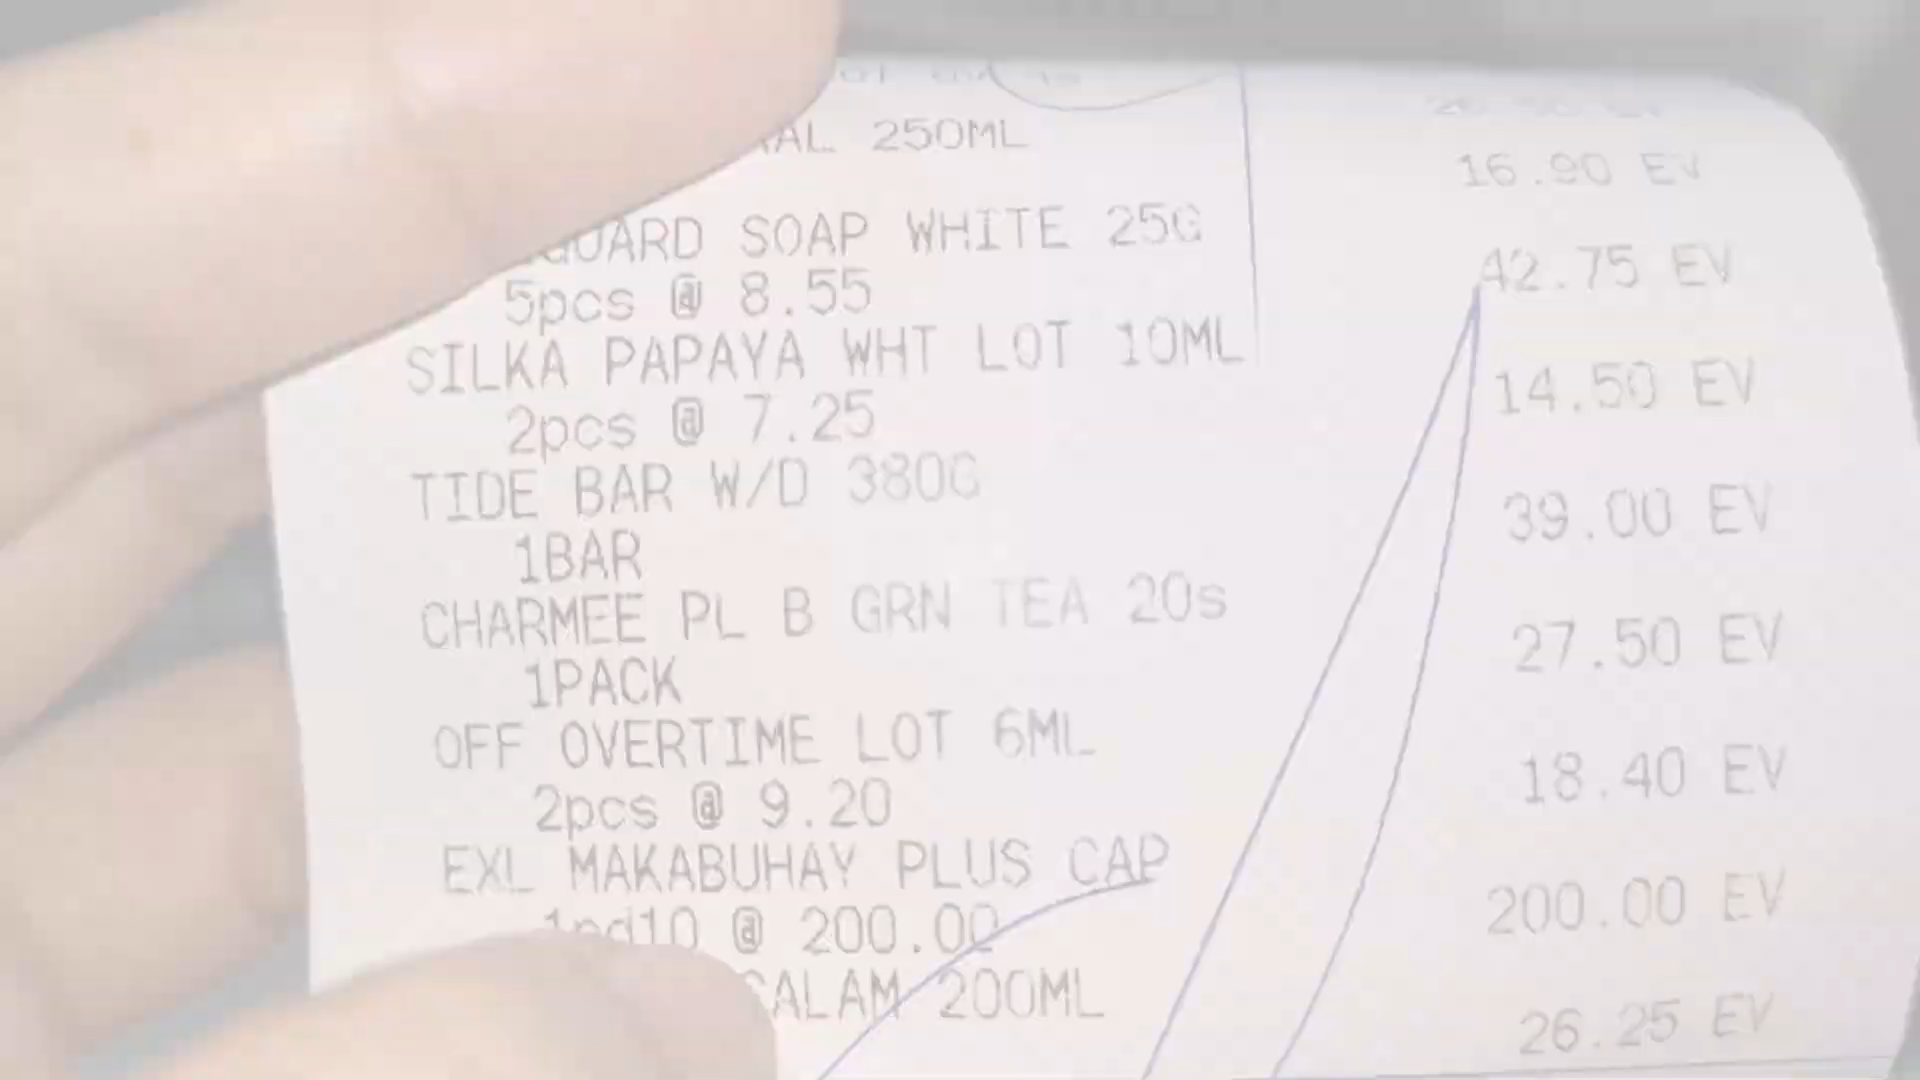 250ML 16.90 EV
SOAP WHITE 25G
5pcs @ 8.55 42.75 EV
SILKA PAPAYA WHT LOT 10ML
2pcs @ 7.25 14.50 EV
TIDE BAR W/D 380G
1BAR 39.00 EV
CHARMEE PL B GRN TEA 20s
1PACK 27.50 EV
OFF OVERTIME LOT 6ML
2pcs @ 9.20 18.40 EV
EXL MAKABUHAY PLUS CAP
@ 200.00 200.00 EV
200ML 26.25 EV